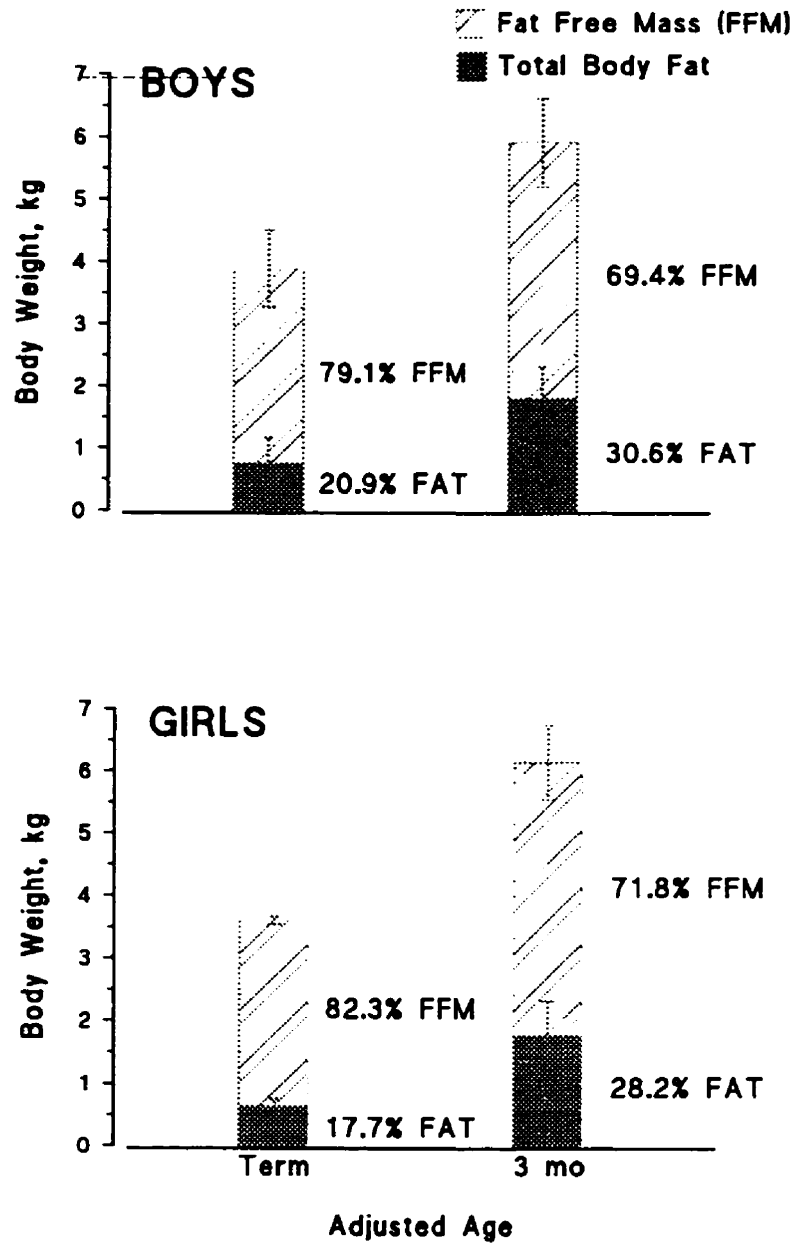 Fat Free Mass (FFM)
Total Body Fat
BOYS
7
6
5
4
3
2
1
0
Body Weight, kg
79.1% FFM
20.9% FAT
69.4% FFM
30.6% FAT
GIRLS
7
6
5
4
3
2
1
0
Body Weight, kg
82.3% FFM
17.7% FAT
71.8% FFM
28.2% FAT
Term 3 mo
Adjusted Age